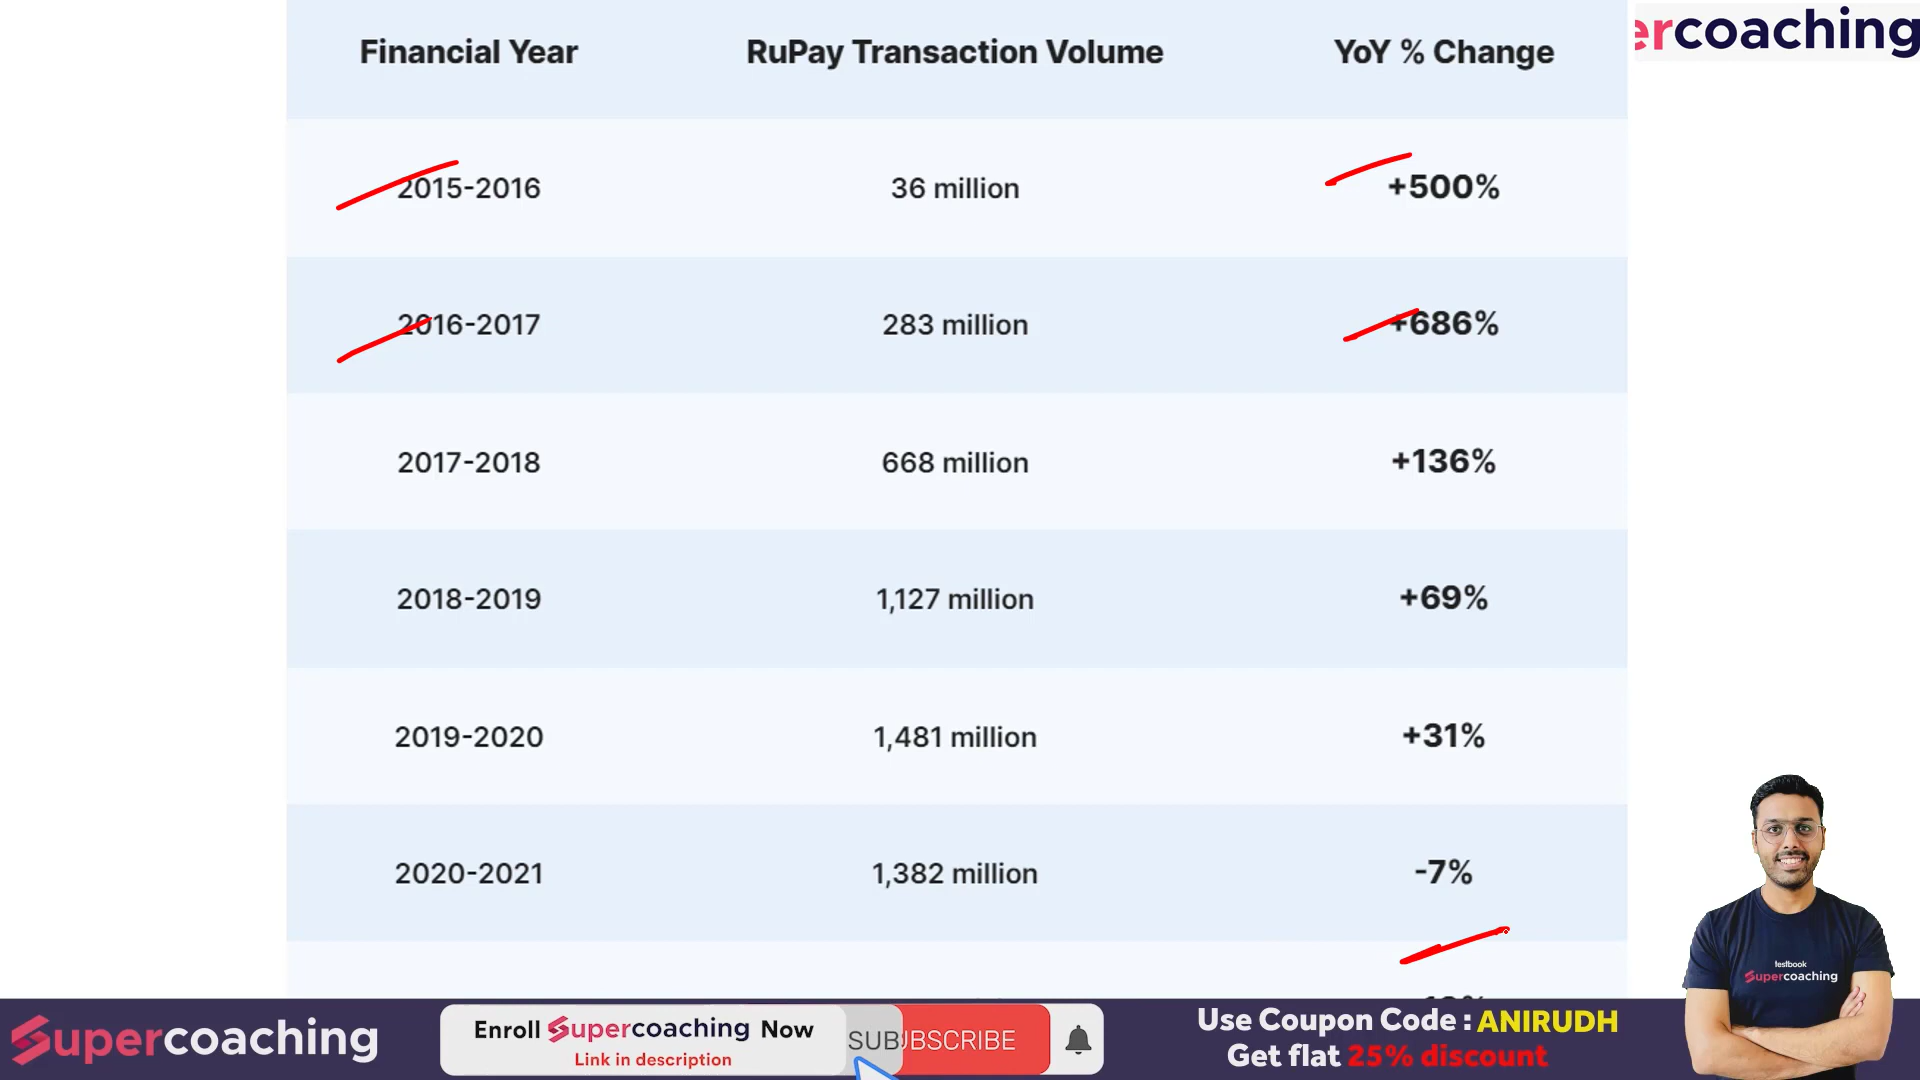 ercoaching
Financial Year RuPay Transaction Volume YoY % Change
2015-2016 36 million +500%
2016-2017 283 million +686%
2017-2018 668 million +136%
2018-2019 1,127 million +69%
2019-2020 1,481 million +31%
2020-2021 1,382 million -7%
testbook
Supercoaching
Supercoaching
Enroll Supercoaching Now
Link in description
SUBSCRIBE
Use Coupon Code : ANIRUDH
Get flat 25% discount